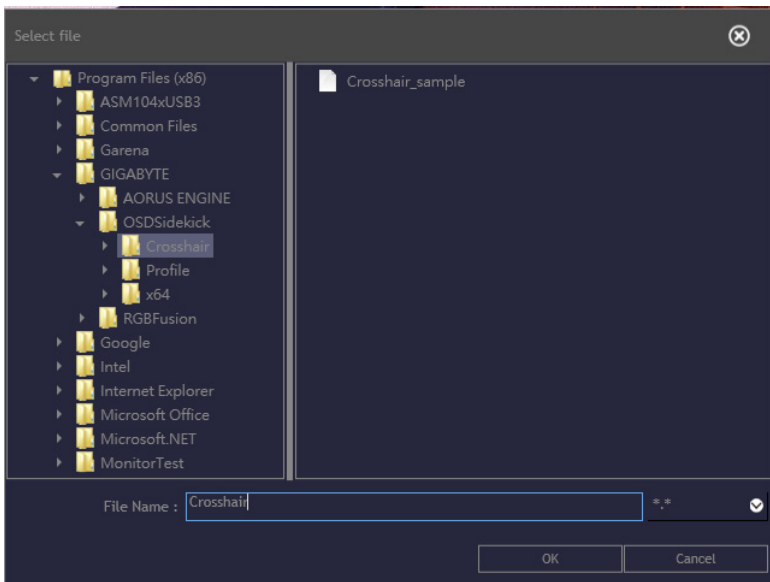 Select file
Program Files (x86)
ASM104xUSB3
Common Files
Garena
GIGABYTE
AORUS ENGINE
OSDSidekick
Crosshair
Profile
x64
RGBFusion
Google
Intel
Internet Explorer
Microsoft Office
Microsoft.NET
MonitorTest
Crosshair_sample
File Name : Crosshair *.*
OK Cancel